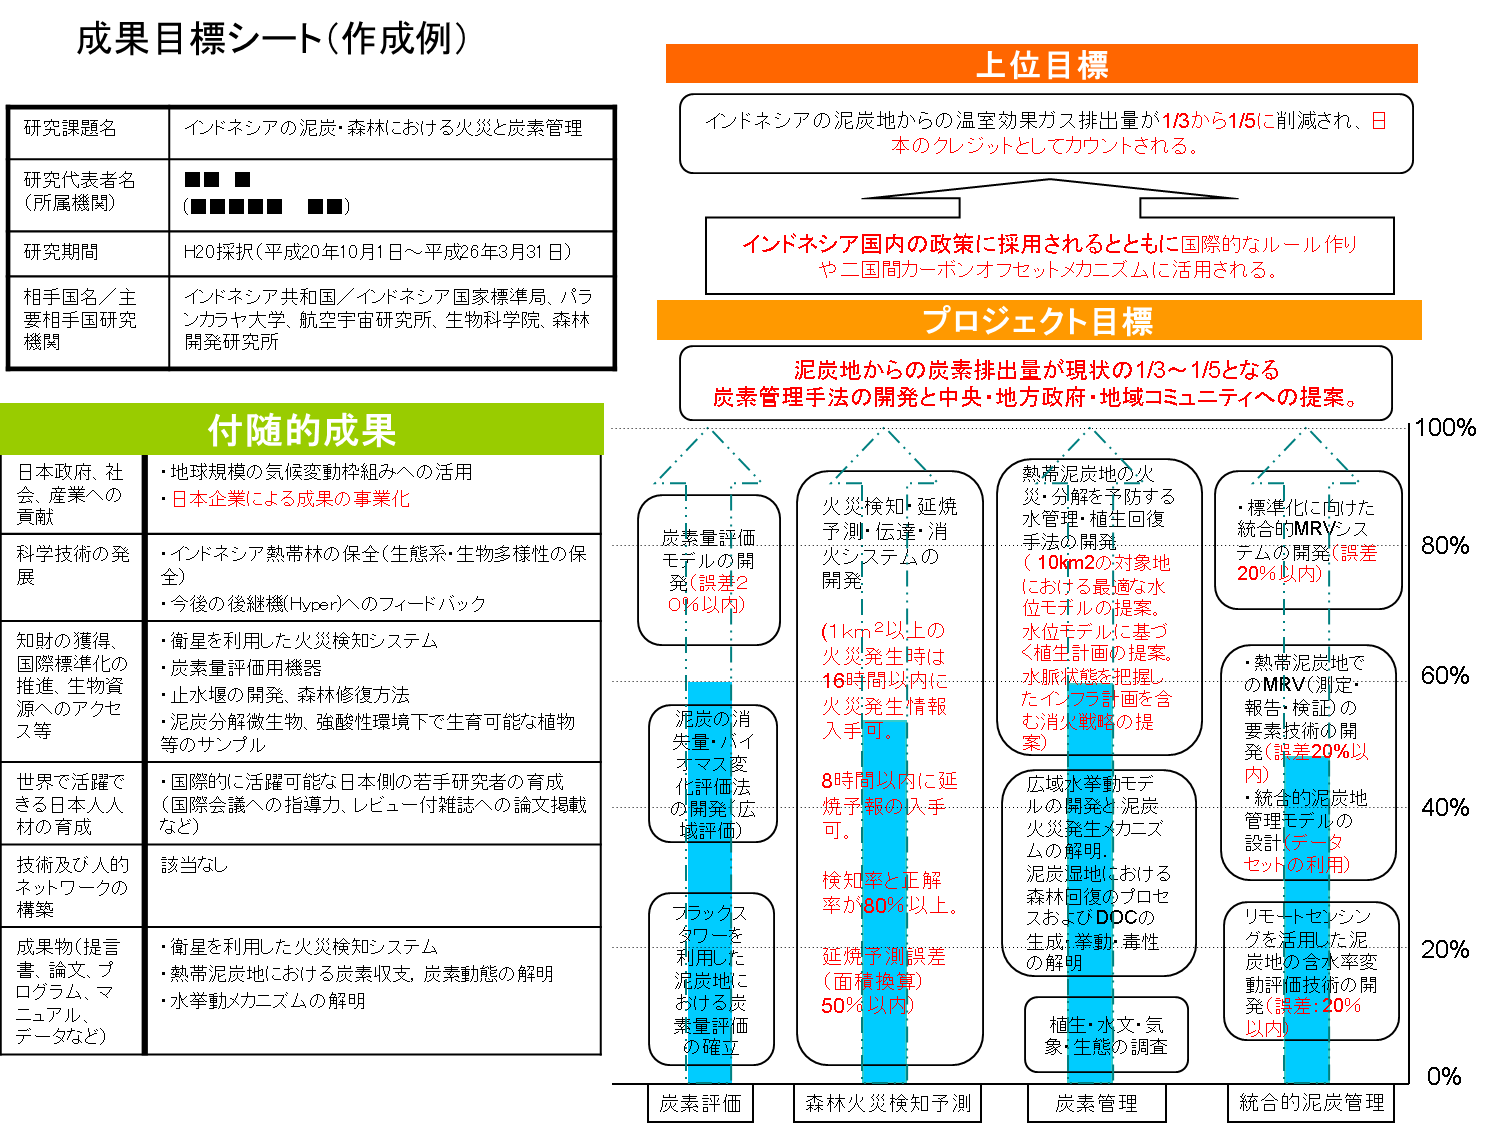 成果目標シート(作成例)
研究課題名
インドネシアの泥炭・森林における火災と炭素管理
研究代表者名
(所属機関)
■■ ■
(■■■■■ ■■)
研究期間
H20採択(平成20年10月1日～平成26年3月31日)
相手国名／主
要相手国研究
機関
インドネシア共和国／インドネシア国家標準局、パラ
ンカラヤ大学、航空宇宙研究所、生物科学院、森林
開発研究所
付随的成果
日本政府、社
会、産業への
貢献
・地球規模の気候変動枠組みへの活用
・日本企業による成果の事業化
科学技術の発
展
・インドネシア熱帯林の保全(生態系・生物多様性の保
全)
・今後の後継機(Hyper)へのフィードバック
知財の獲得、
国際標準化の
推進、生物資
源へのアクセ
ス等
・衛星を利用した火災検知システム
・炭素量評価用機器
・止水堰の開発、森林修復方法
・泥炭分解微生物、強酸性環境下で生育可能な植物
等のサンプル
世界で活躍で
きる日本人人
材の育成
・国際的に活躍可能な日本側の若手研究者の育成
(国際会議への指導力、レビュー付雑誌への論文掲載
など)
技術及び人的
ネットワークの
構築
該当なし
成果物(提言
書、論文、プ
ログラム、マ
ニュアル、
データなど)
・衛星を利用した火災検知システム
・熱帯泥炭地における炭素収支, 炭素動態の解明
・水挙動メカニズムの解明
上位目標
インドネシアの泥炭地からの温室効果ガス排出量が1/3から1/5に削減され、日
本のクレジットとしてカウントされる。
インドネシア国内の政策に採用されるとともに国際的なルール作り
や二国間カーボンオフセットメカニズムに活用される。
プロジェクト目標
泥炭地からの炭素排出量が現状の1/3～1/5となる
炭素管理手法の開発と中央・地方政府・地域コミュニティへの提案。
100%
80%
60%
40%
20%
0%
炭素量評価
モデルの開
発(誤差2
0%以内)
泥炭の消
失量・バイ
オマス変
化評価法
の開発(広
域評価)
フラックス
タワーを
利用した
泥炭地に
おける炭
素量評価
の確立
炭素評価
火災検知・延焼
予測・伝達・消
火システムの
開発
(1km²以上の
火災発生時は
16時間以内に
火災発生情報
入手可。
8時間以内に延
焼予報の入手
可。
検知率と正解
率が80%以上。
延焼予測誤差
(面積換算)
50%以内)
森林火災検知予測
熱帯泥炭地の火
災・分解を予防する
水管理・植生回復
手法の開発
( 10km2の対象地
における最適な水
位モデルの提案。
水位モデルに基づ
く植生計画の提案。
水脈状態を把握し
たインフラ計画を含
む消火戦略の提
案)
広域水挙動モデ
ルの開発と泥炭
火災発生メカニズ
ムの解明.
泥炭湿地における
森林回復のプロセ
スおよびDOCの
生成・挙動・毒性
の解明
植生・水文・気
象・生態の調査
炭素管理
・標準化に向けた
統合的MRVシス
テムの開発(誤差
20%以内)
・熱帯泥炭地で
のMRV(測定・
報告・検証)の
要素技術の開
発(誤差20%以
内)
・統合的泥炭地
管理モデルの
設計(データ
セットの利用)
リモートセンシン
グを活用した泥
炭地の含水率変
動評価技術の開
発(誤差:20%
以内)
統合的泥炭管理